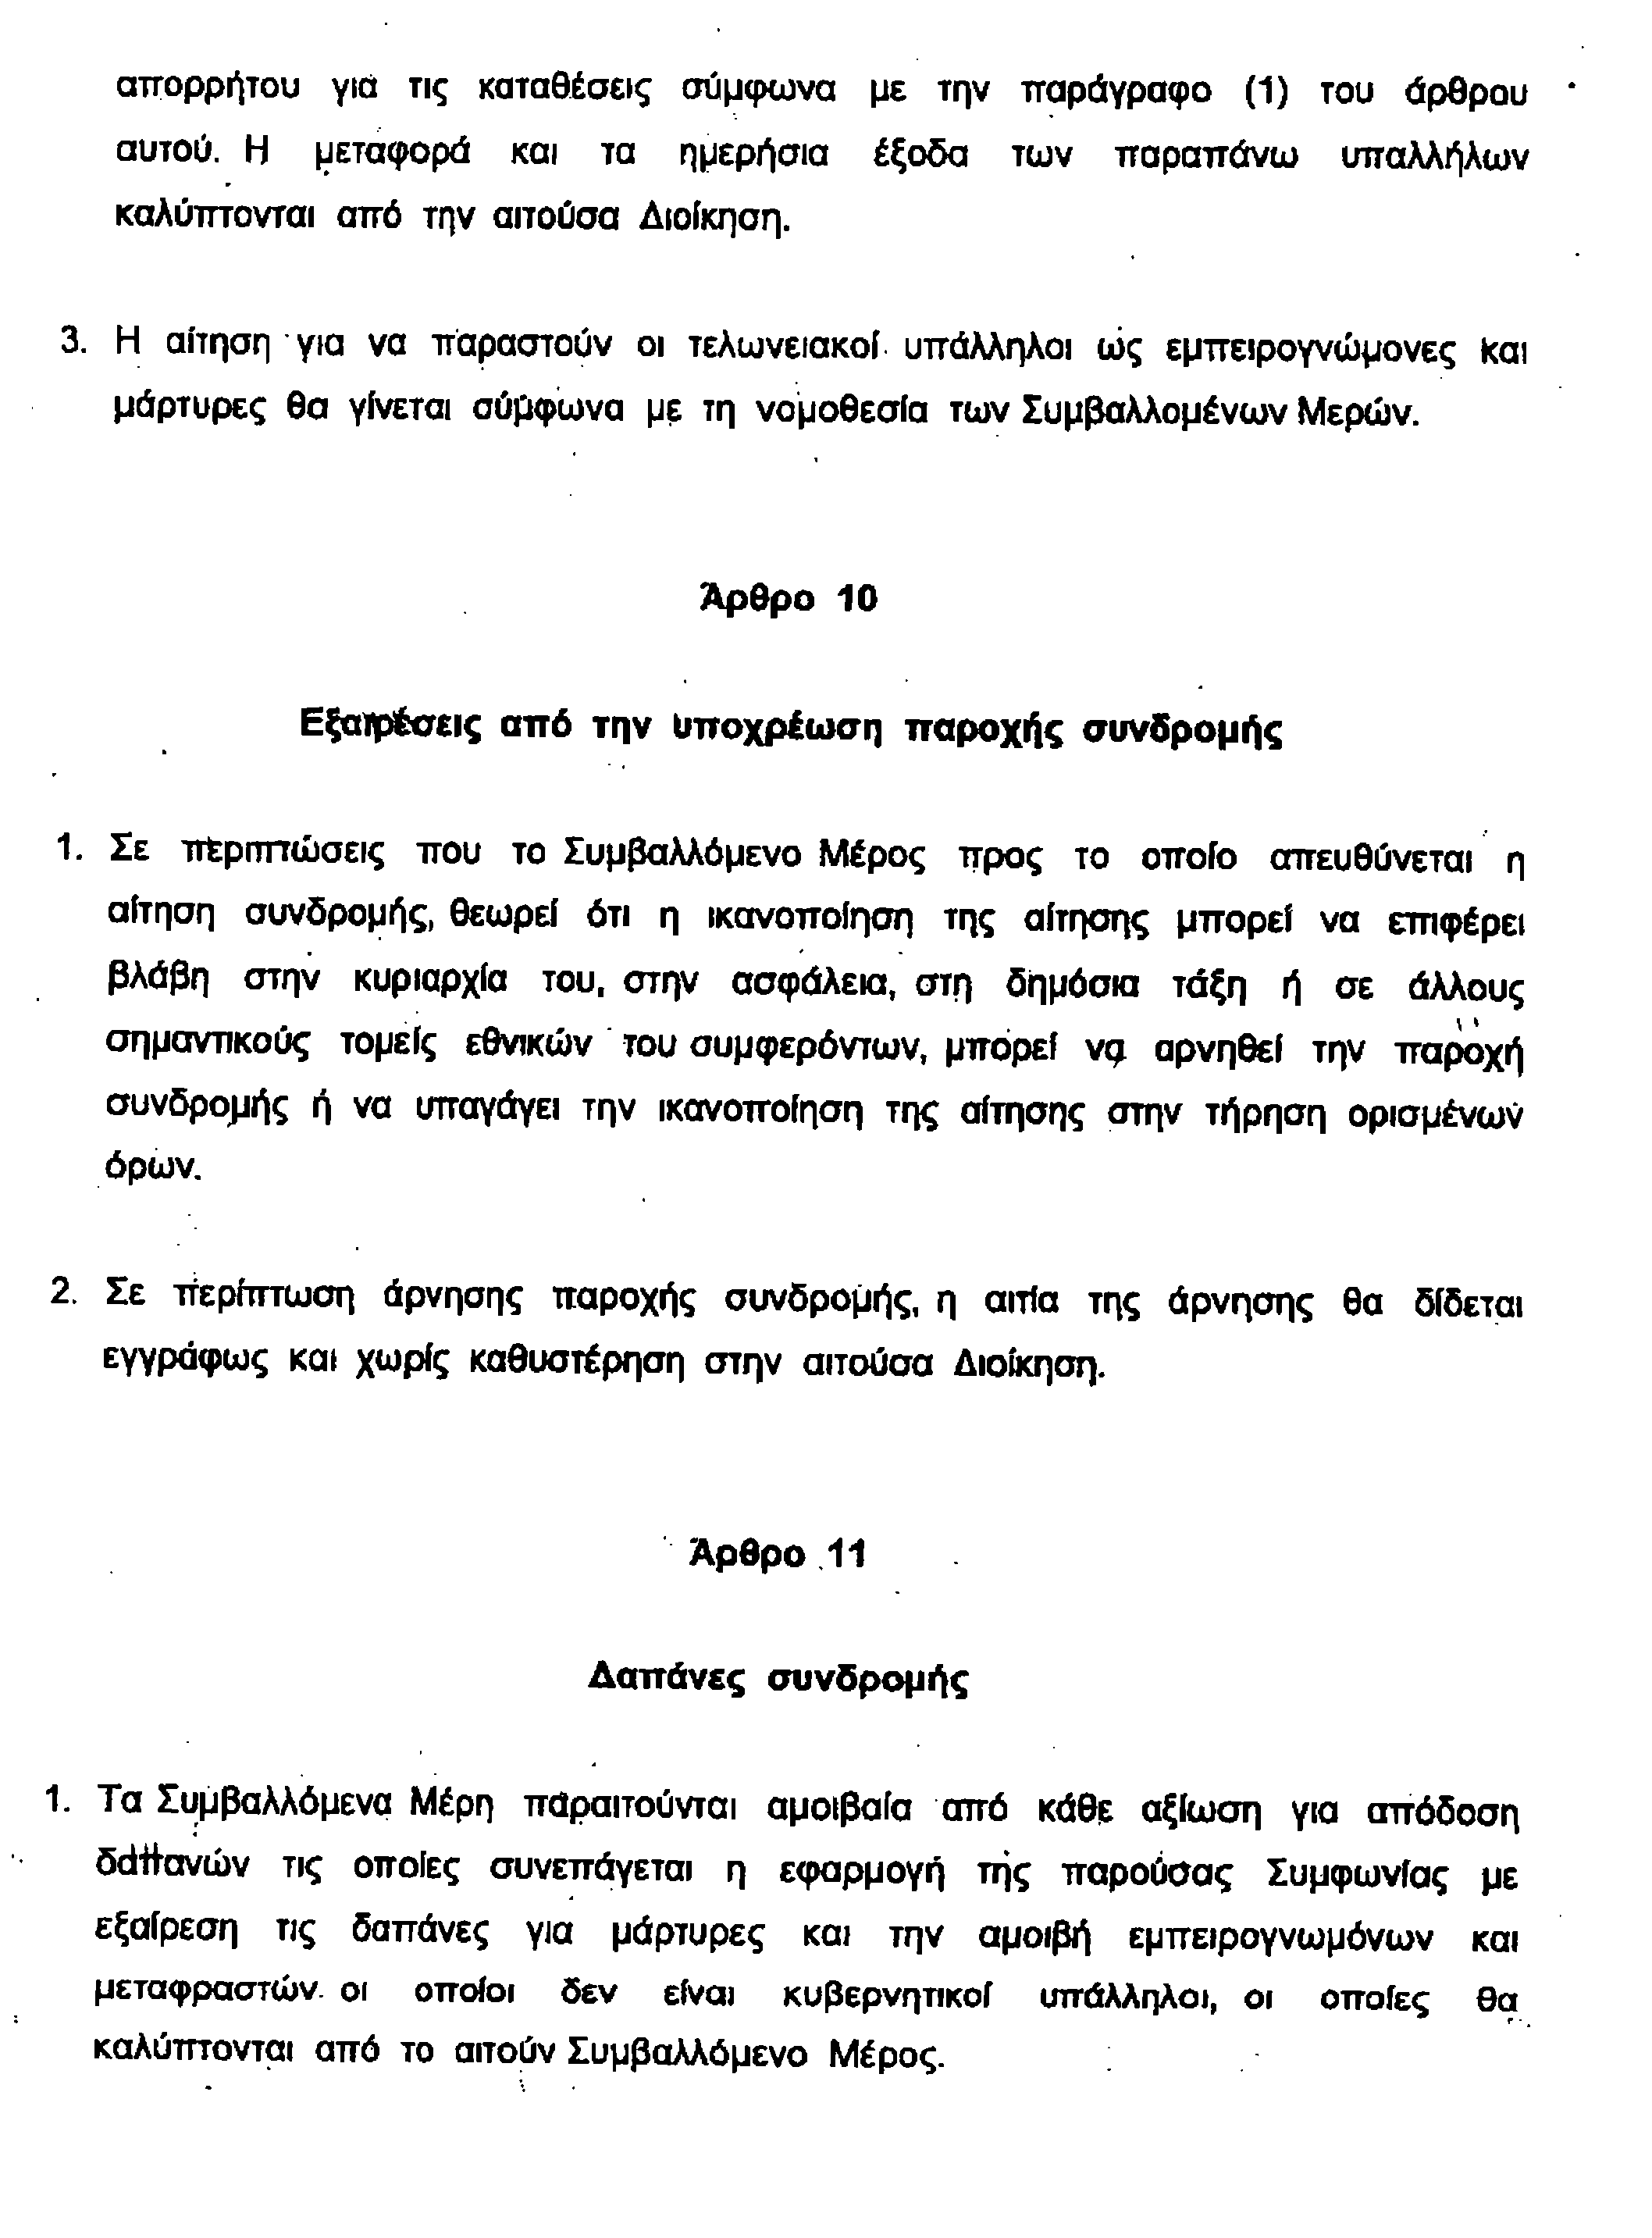 απορρήτου για τις καταθέσεις σύμφωνα με την παράγραφο (1) του άρθρου
αυτού. Η μεταφορά και τα ημερήσια έξοδα των παραπάνω υπαλλήλων
καλύπτονται από την αιτούσα Διοίκηση.
3. Η αίτηση για να παραστούν οι τελωνειακοί υπάλληλοι ως εμπειρογνώμονες και
μάρτυρες θα γίνεται σύμφωνα με τη νομοθεσία των Συμβαλλομένων Μερών.
Άρθρο 10
Εξαιρέσεις από την υποχρέωση παροχής συνδρομής
1. Σε περιπτώσεις που το Συμβαλλόμενο Μέρος προς το οποίο απευθύνεται η
αίτηση συνδρομής, θεωρεί ότι η ικανοποίηση της αίτησης μπορεί να επιφέρει
βλάβη στην κυριαρχία του, στην ασφάλεια, στη δημόσια τάξη ή σε άλλους
σημαντικούς τομείς εθνικών του συμφερόντων, μπορεί να αρνηθεί την παροχή
συνδρομής ή να υπαγάγει την ικανοποίηση της αίτησης στην τήρηση ορισμένων
όρων.
2. Σε περίπτωση άρνησης παροχής συνδρομής, η αιτία της άρνησης θα δίδεται
εγγράφως και χωρίς καθυστέρηση στην αιτούσα Διοίκηση.
Άρθρο 11
Δαπάνες συνδρομής
1. Τα Συμβαλλόμενα Μέρη παραιτούνται αμοιβαία από κάθε αξίωση για απόδοση
δαπανών τις οποίες συνεπάγεται η εφαρμογή της παρούσας Συμφωνίας με
εξαίρεση τις δαπάνες για μάρτυρες και την αμοιβή εμπειρογνωμόνων και
μεταφραστών οι οποίοι δεν είναι κυβερνητικοί υπάλληλοι, οι οποίες θα
καλύπτονται από το αιτούν Συμβαλλόμενο Μέρος.